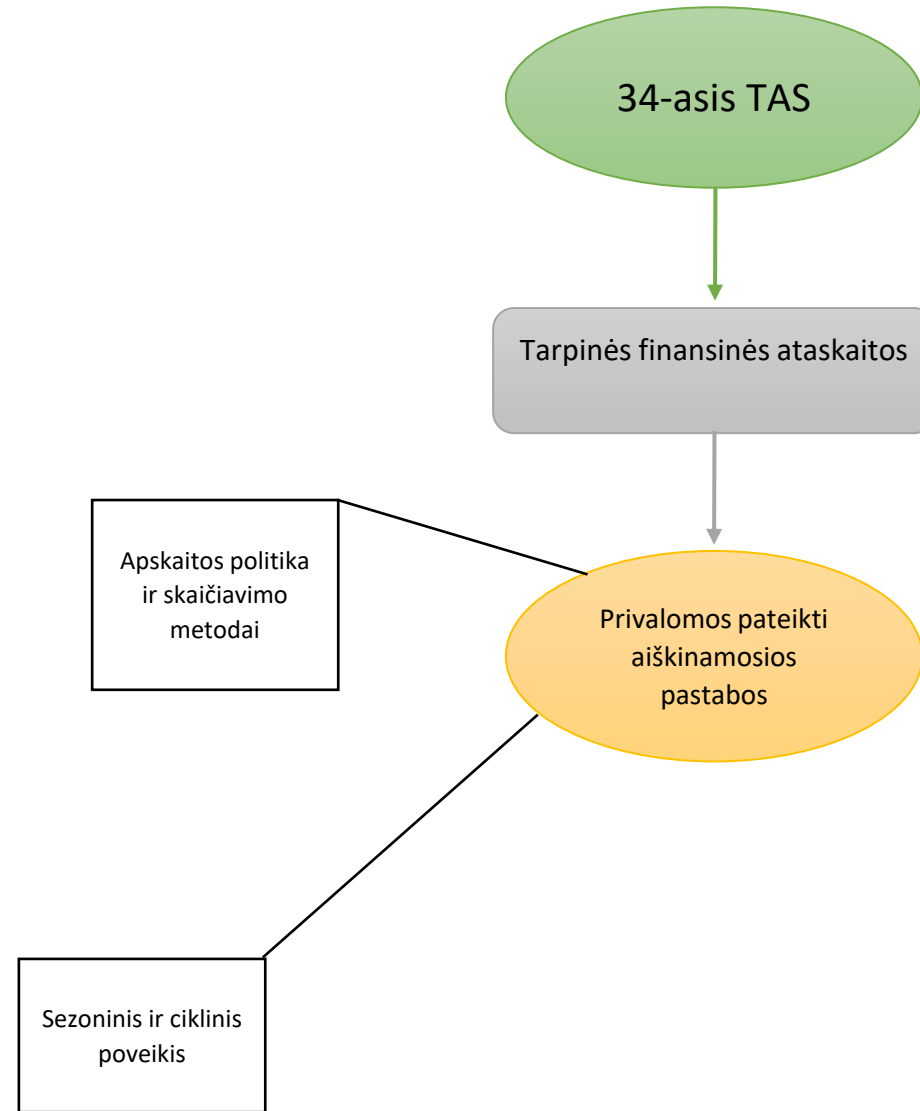 34-asis TAS
Tarpinės finansinės ataskaitos
Apskaitos politika
ir skaičiavimo
metodai
Privalomos pateikti
aiškinamosios
pastabos
Sezoninis ir ciklinis
poveikis